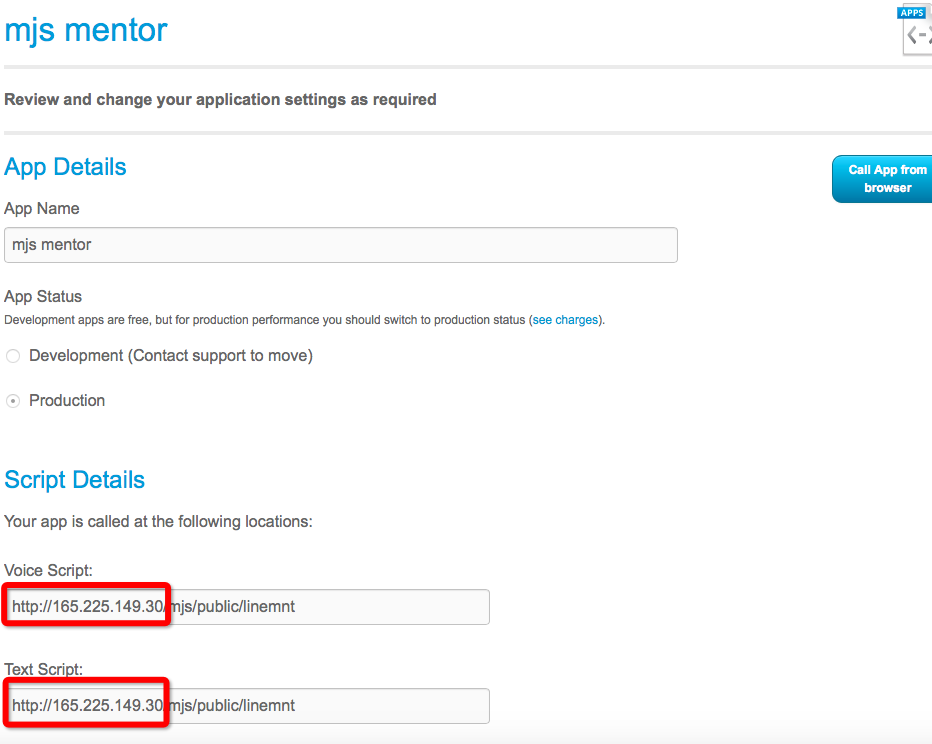 mjs mentor
APPS
Review and change your application settings as required
App Details
Call App from
browser
App Name
mjs mentor
App Status
Development apps are free, but for production performance you should switch to production status (see charges).
Development (Contact support to move)
Production
Script Details
Your app is called at the following locations:
Voice Script:
http://165.225.149.30/mjs/public/linemnt
Text Script:
http://165.225.149.30/mjs/public/linemnt